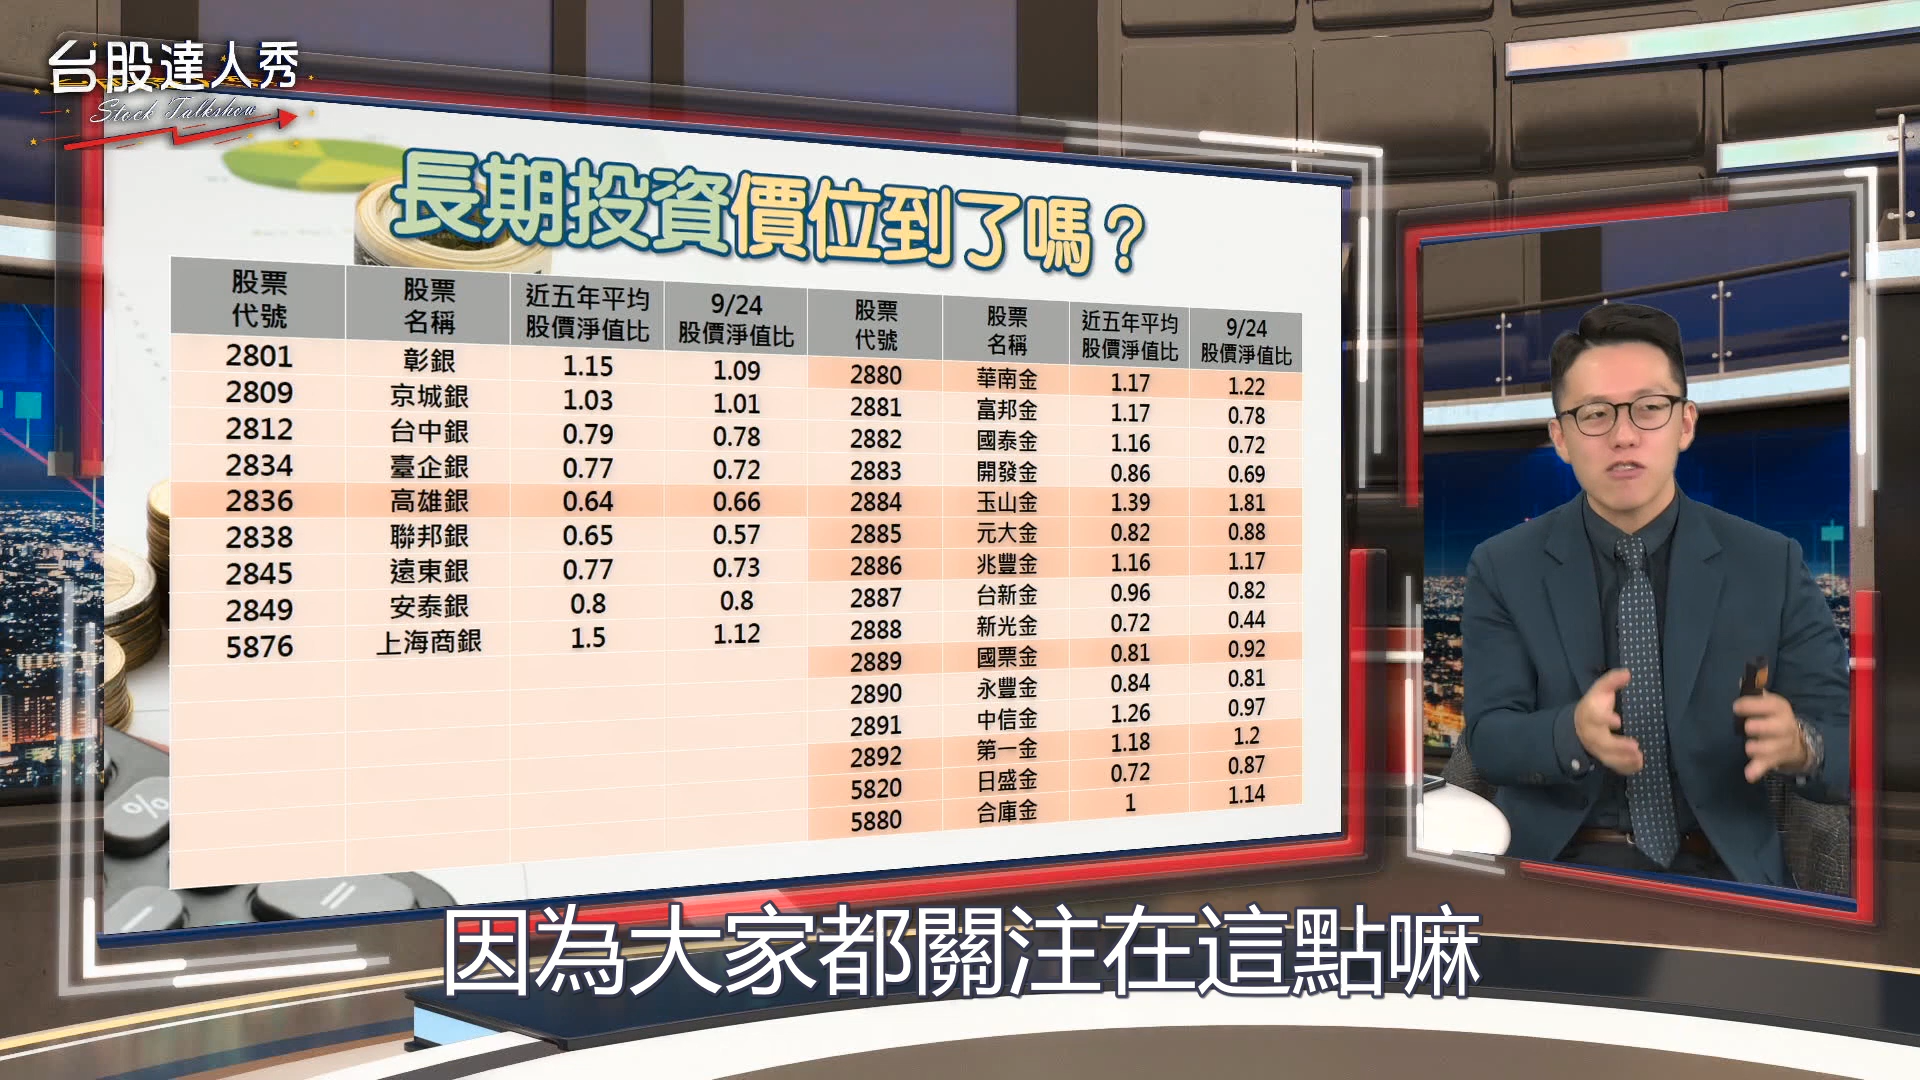 台股達人秀
Stock Talkshow
長期投資價位到了嗎？
股票代號 股票名稱 近五年平均股價淨值比 9/24股價淨值比 股票代號 股票名稱 近五年平均股價淨值比 9/24股價淨值比
2801 彰銀 1.15 1.09 2880 華南金 1.17 1.22
2809 京城銀 1.03 1.01 2881 富邦金 1.17 0.78
2812 台中銀 0.79 0.78 2882 國泰金 1.16 0.72
2834 臺企銀 0.77 0.72 2883 開發金 0.86 0.69
2836 高雄銀 0.64 0.66 2884 玉山金 1.39 1.81
2838 聯邦銀 0.65 0.57 2885 元大金 0.82 0.88
2845 遠東銀 0.77 0.73 2886 兆豐金 1.16 1.17
2849 安泰銀 0.8 0.8 2887 台新金 0.96 0.82
5876 上海商銀 1.5 1.12 2888 新光金 0.72 0.44
2889 國票金 0.81 0.92
2890 永豐金 0.84 0.81
2891 中信金 1.26 0.97
2892 第一金 1.18 1.2
5820 日盛金 0.72 0.87
5880 合庫金 1 1.14
因為大家都關注在這點嘛